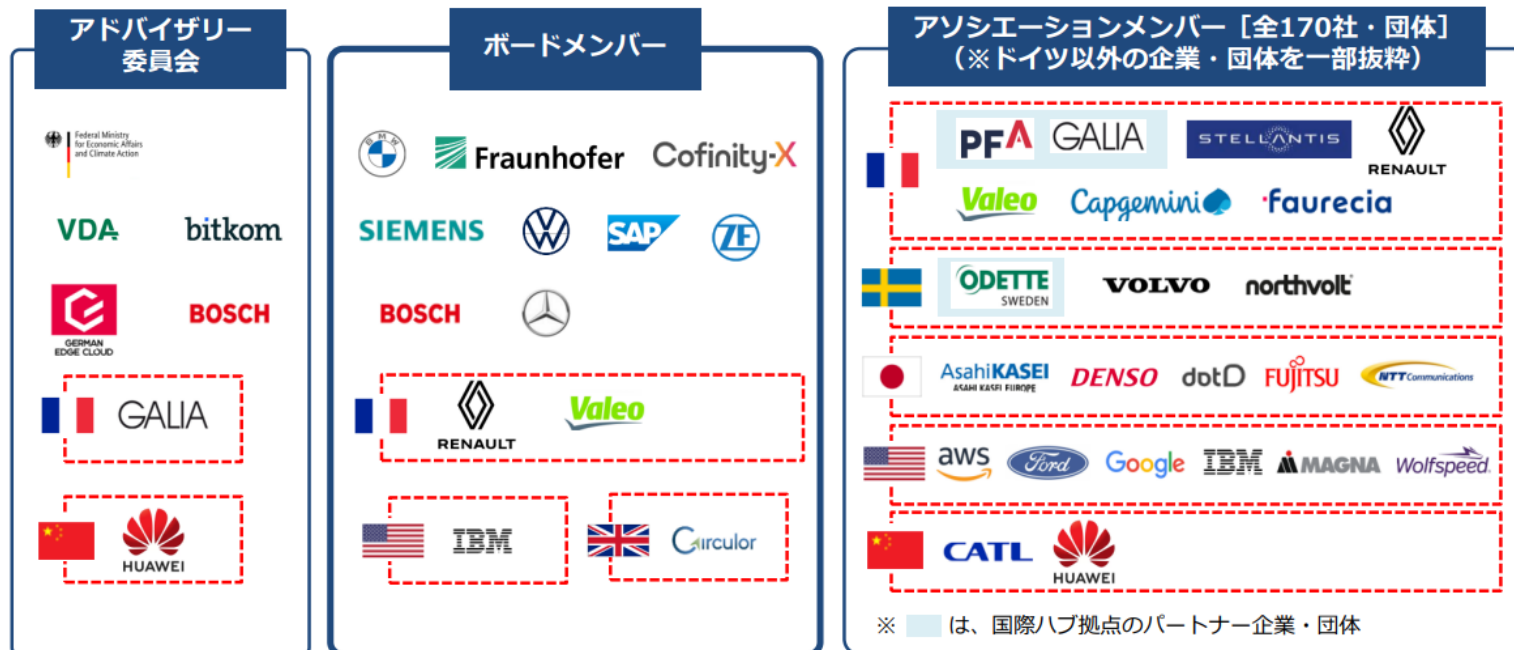 アドバイザリー
委員会
Federal Ministry
for Economic Affairs
and Climate Action
VDA bitkom
GERMAN
EDGE CLOUD
BOSCH
GALIA
HUAWEI
ボードメンバー
BMW Fraunhofer Cofinity-X
SIEMENS VW SAP ZF
BOSCH
RENAULT Valeo
IBM Circulor
アソシエーションメンバー［全170社・団体］
（※ドイツ以外の企業・団体を一部抜粋）
PFA GALIA STELLANTIS RENAULT
Valeo Capgemini faurecia
ODETTE
SWEDEN
VOLVO northvolt
AsahiKASEI
ASAHI KASEI EUROPE
DENSO dotD FUJITSU NTT Communications
aws Ford Google IBM MAGNA Wolfspeed.
CATL HUAWEI
※ は、国際ハブ拠点のパートナー企業・団体